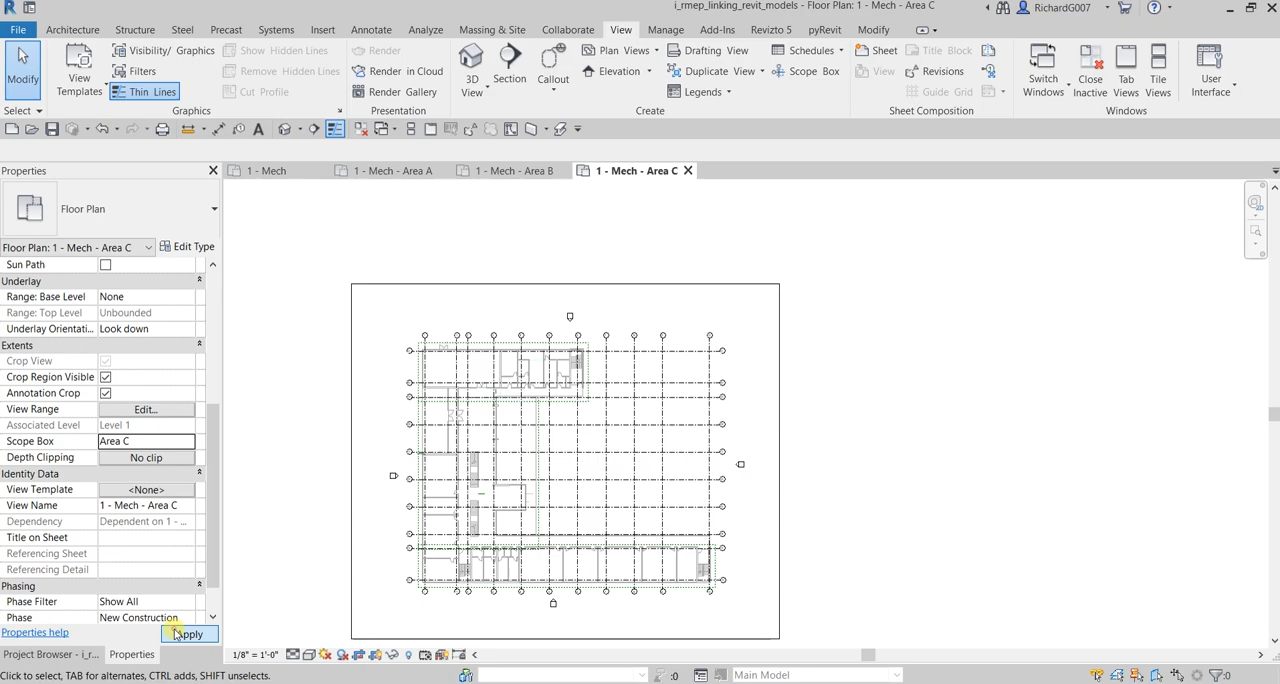 i_rmep_linking_revit_models - Floor Plan: 1 - Mech - Area C
RichardG007
File Architecture Structure Steel Precast Systems Insert Annotate Analyze Massing & Site Collaborate View Manage Add-Ins Revizto 5 pyRevit Modify
Modify
View
Templates
Visibility/ Graphics
Filters
Thin Lines
Show Hidden Lines
Remove Hidden Lines
Cut Profile
Render
Render in Cloud
Render Gallery
3D
View
Section
Callout
Plan Views
Elevation
Drafting View
Duplicate View
Legends
Schedules
Scope Box
Sheet
View
Title Block
Revisions
Guide Grid
Switch
Windows
Close
Inactive
Tab
Views
Tile
Views
User
Interface
Select Graphics Presentation Create Sheet Composition Windows
Properties
1 - Mech 1 - Mech - Area A 1 - Mech - Area B 1 - Mech - Area C
Floor Plan
Floor Plan: 1 - Mech - Area C Edit Type
Sun Path
Underlay
Range: Base Level None
Range: Top Level Unbounded
Underlay Orientati... Look down
Extents
Crop View
Crop Region Visible
Annotation Crop
View Range Edit...
Associated Level Level 1
Scope Box Area C
Depth Clipping No clip
Identity Data
View Template <None>
View Name 1 - Mech - Area C
Dependency Dependent on 1 - ...
Title on Sheet
Referencing Sheet
Referencing Detail
Phasing
Phase Filter Show All
Phase New Construction
Properties help Apply
Project Browser - i_r... Properties
1/8" = 1'-0"
Click to select, TAB for alternates, CTRL adds, SHIFT unselects.
:0
Main Model
:0